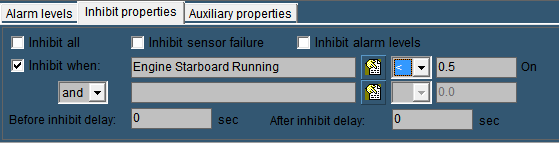 Alarm levels Inhibit properties Auxiliary properties
Inhibit all Inhibit sensor failure Inhibit alarm levels
Inhibit when: Engine Starboard Running < 0.5 On
and 0.0
Before inhibit delay: 0 sec After inhibit delay: 0 sec